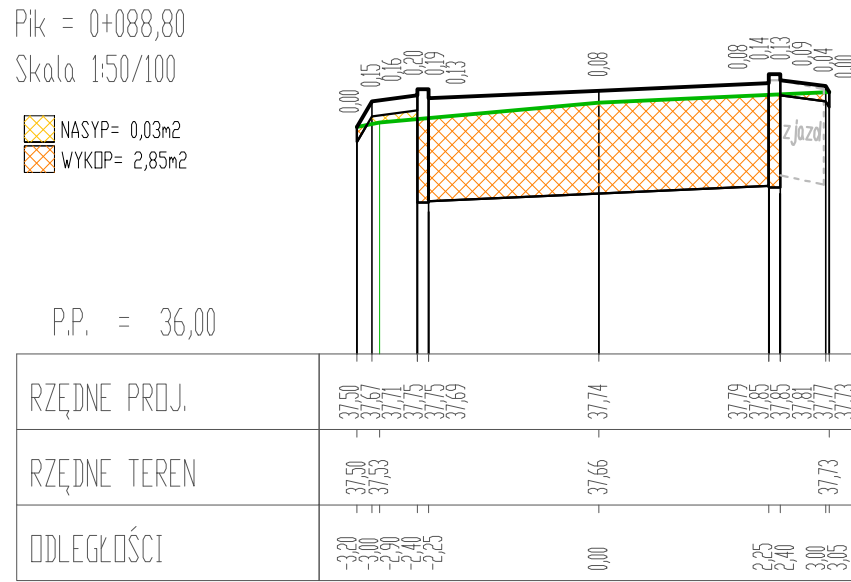 Pik = 0+088,80
Skala 1:50/100
NASYP= 0,03m2
WYKOP= 2,85m2
0,00 0,15 0,16 0,20 0,19 0,13 0,08 0,08 0,14 0,13 0,09 0,04 0,00
zjazd
P.P. = 36,00
RZĘDNE PROJ. 37,50 37,67 37,71 37,75 37,75 37,69 37,74 37,79 37,85 37,85 37,81 37,77 37,73
RZĘDNE TEREN 37,50 37,53 37,66 37,73
ODLEGŁOŚCI -3,20 -3,00 -2,90 -2,40 -2,25 0,00 2,25 2,40 3,00 3,05